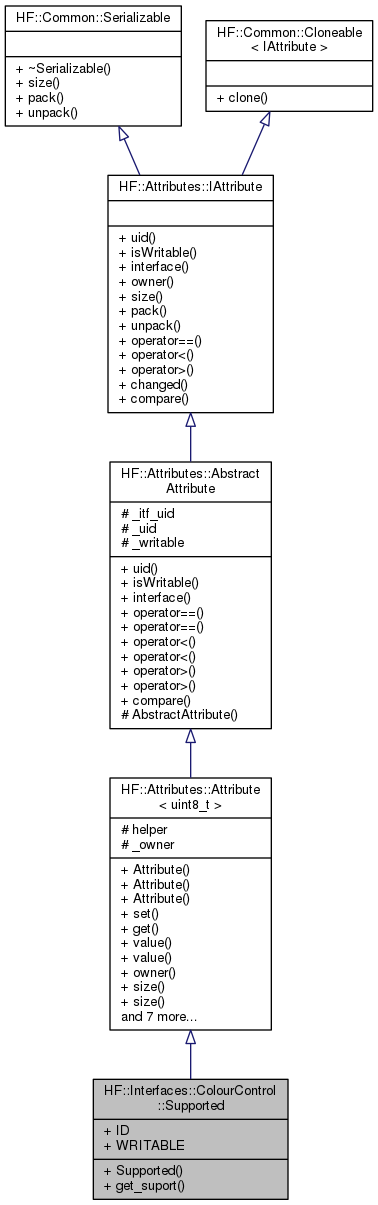 HF::Common::Serializable
+ ~Serializable()
+ size()
+ pack()
+ unpack()
HF::Common::Cloneable
< IAttribute >
+ clone()
HF::Attributes::IAttribute
+ uid()
+ isWritable()
+ interface()
+ owner()
+ size()
+ pack()
+ unpack()
+ operator==()
+ operator<()
+ operator>()
+ changed()
+ compare()
HF::Attributes::Abstract
Attribute
# _itf_uid
# _uid
# _writable
+ uid()
+ isWritable()
+ interface()
+ operator==()
+ operator==()
+ operator<()
+ operator<()
+ operator>()
+ operator>()
+ compare()
# AbstractAttribute()
HF::Attributes::Attribute
< uint8_t >
# helper
# _owner
+ Attribute()
+ Attribute()
+ Attribute()
+ set()
+ get()
+ value()
+ value()
+ owner()
+ size()
+ size()
and 7 more...
HF::Interfaces::ColourControl
::Supported
+ ID
+ WRITABLE
+ Supported()
+ get_suport()